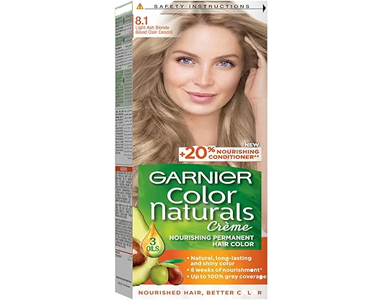 SAFETY INSTRUCTIONS
8.1
Light Ash Blonde
Blond Clair Cendré
NEW
+20% NOURISHING
CONDITIONER**
GARNIER
Color
Naturals
Crème
NOURISHING PERMANENT
HAIR COLOR
3
OILS
• Natural, long-lasting
and shiny color
• 8 weeks of nourishment*
• Up to 100% grey coverage
NOURISHED HAIR, BETTER C L R